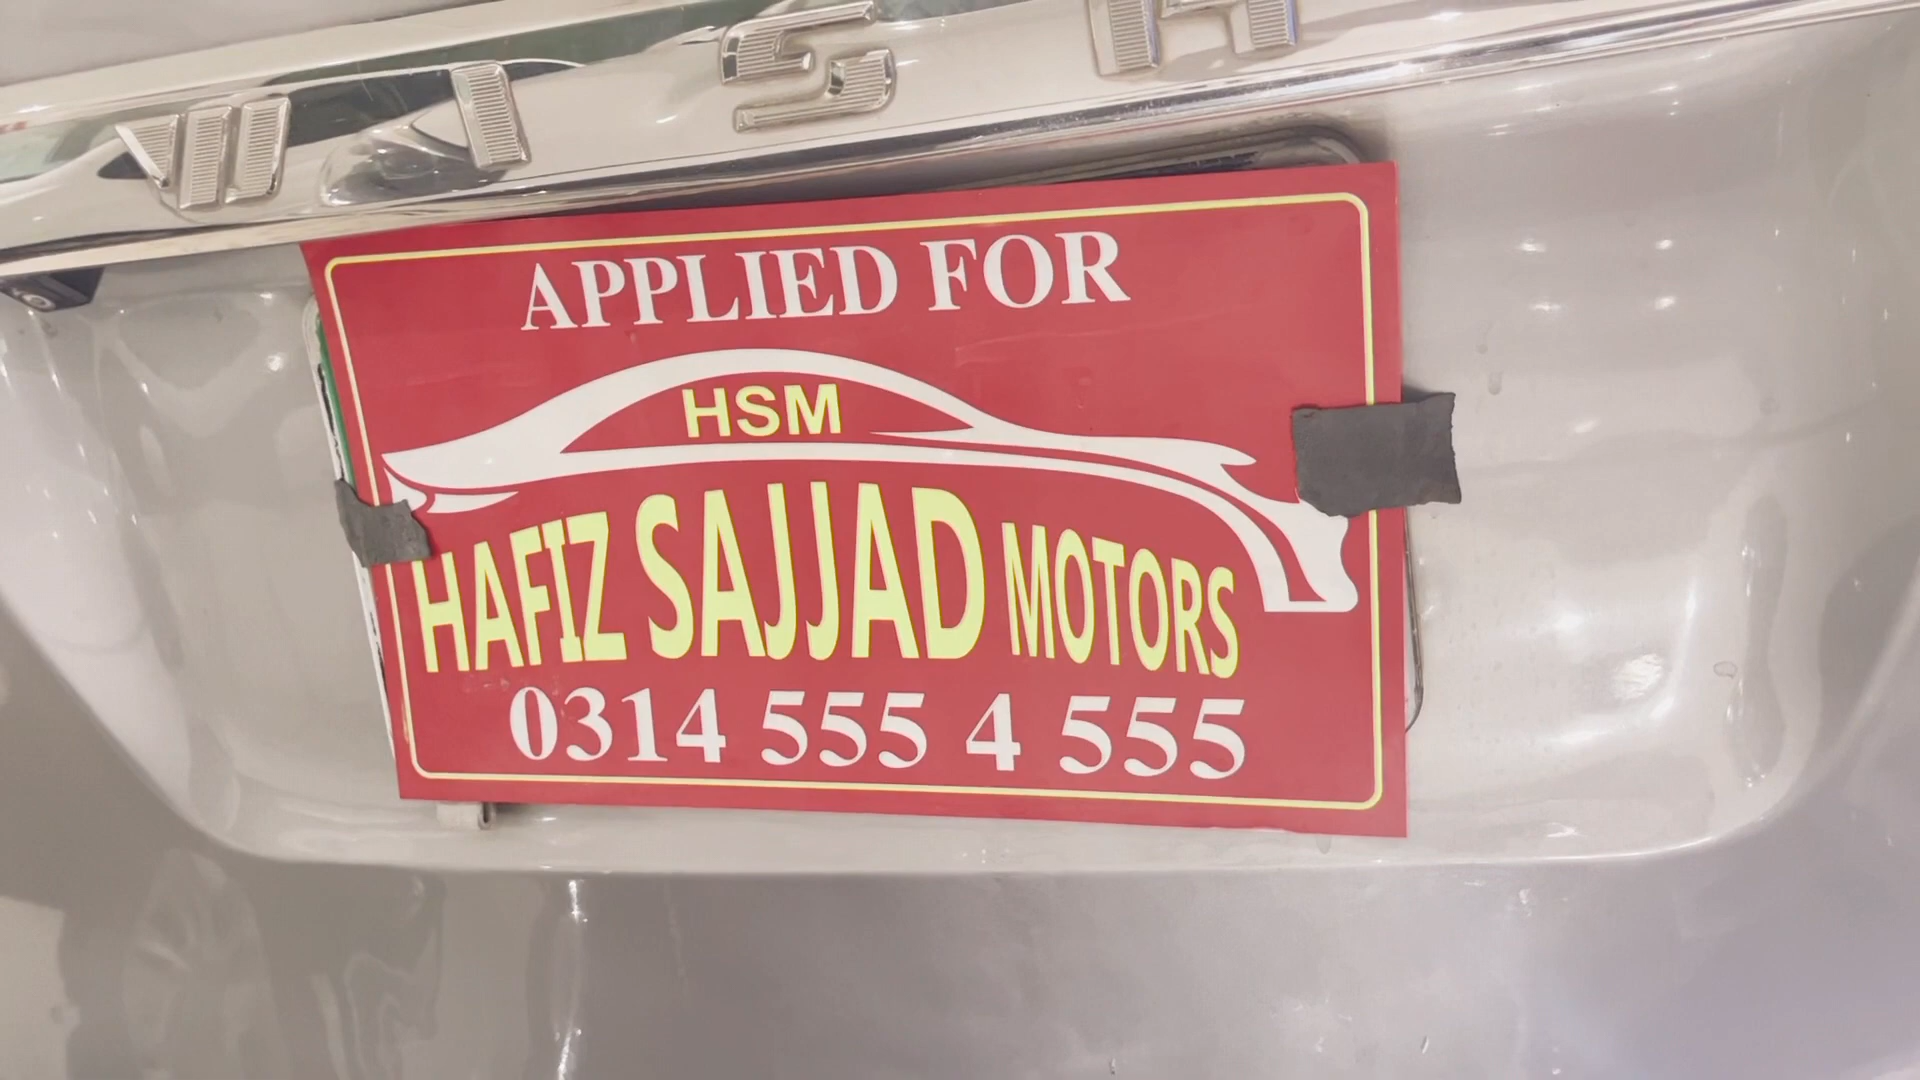 WISH
APPLIED FOR
HSM
HAFIZ SAJJAD MOTORS
0314 555 4 555